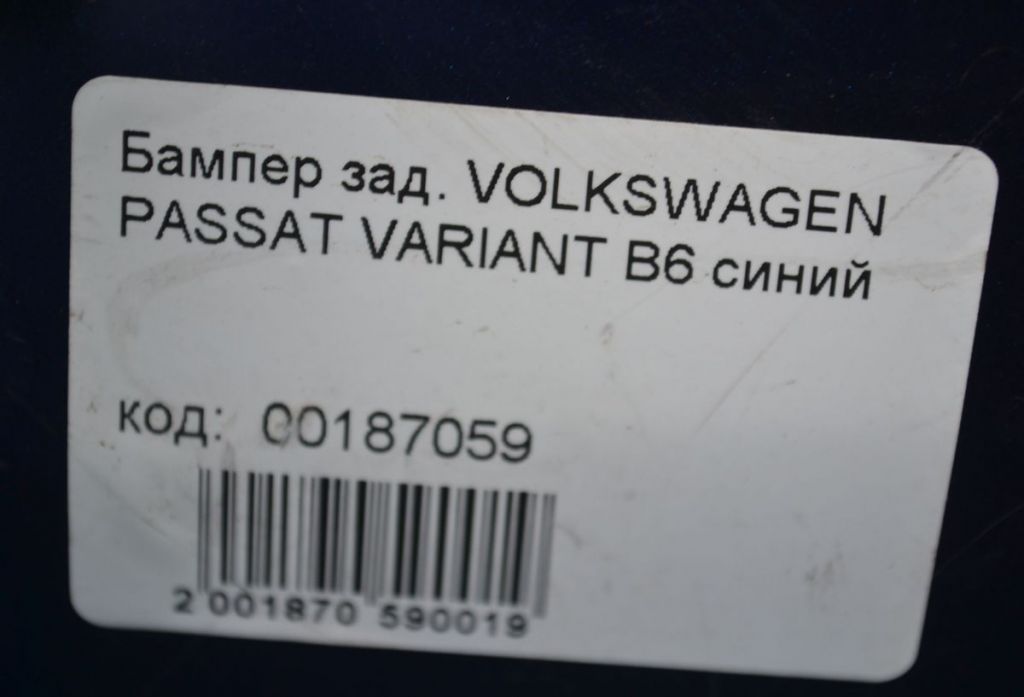 Бампер зад. VOLKSWAGEN
PASSAT VARIANT B6 синий
код: 00187059
2 001870 590019